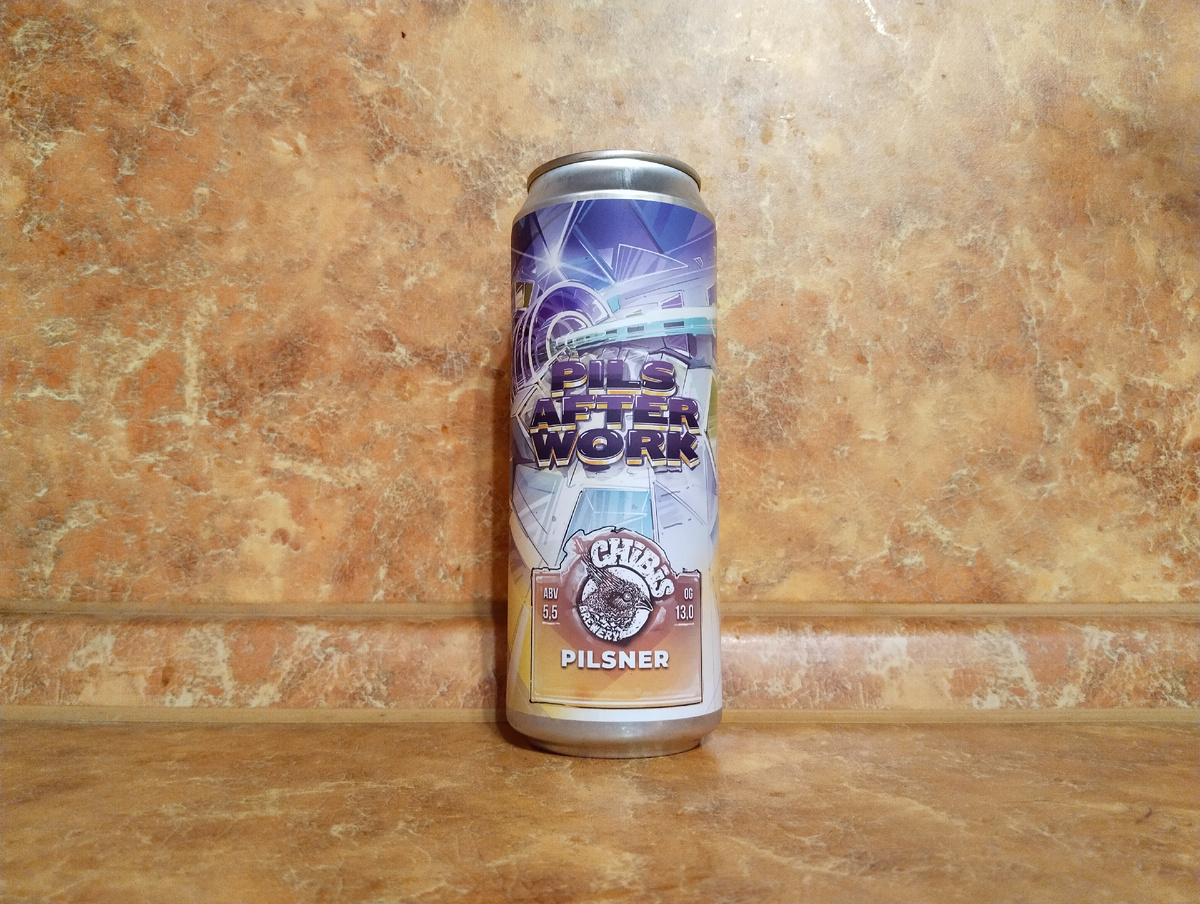 PILS
AFTER
WORK
CHIBIS
BREWERY
ABV
5,5
OG
13,0
PILSNER